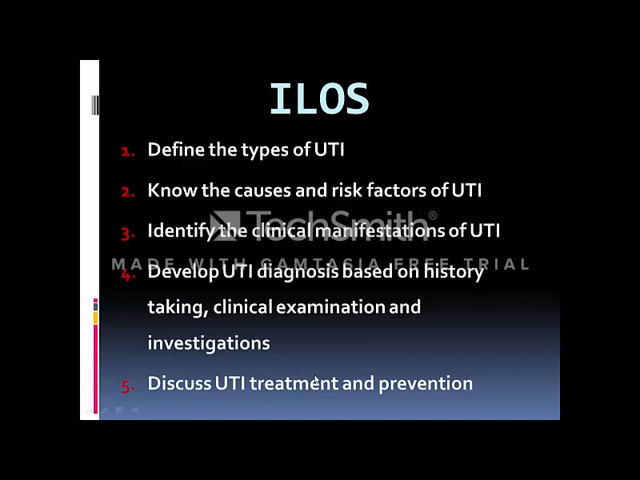 ILOS
1. Define the types of UTI
2. Know the causes and risk factors of UTI
TechSmith®
3. Identify the clinical manifestations of UTI
MADE WITH CAMTASIA FREE TRIAL
4. Develop UTI diagnosis based on history
taking, clinical examination and
investigations
5. Discuss UTI treatment and prevention